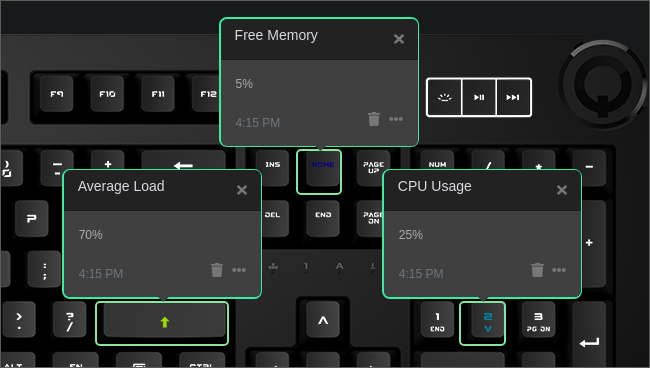 Free Memory
5%
4:15 PM
F9
F10
F11
F12
INS
HOME
PAGE
UP
NUM
/
*
-
-
+
P
DEL
END
PAGE
+
Average Load
70%
4:15 PM
CPU Usage
25%
4:15 PM
:
;
>
.
?
/
1
END
2
3
PG DN
ALT
FN
CTRL